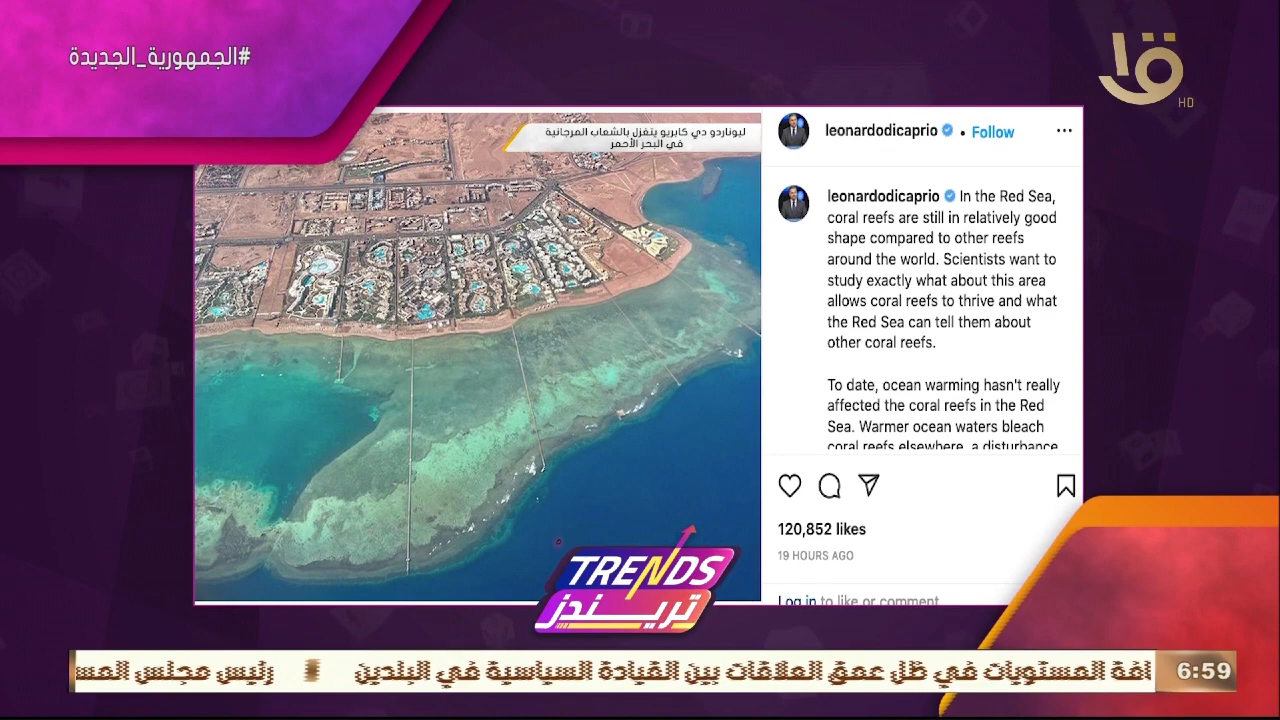 #الجمهورية_الجديدة
HD
ليوناردو دي كابريو يتغزل بالشعاب المرجانية
في البحر الأحمر
leonardodicaprio • Follow
leonardodicaprio In the Red Sea,
coral reefs are still in relatively good
shape compared to other reefs
around the world. Scientists want to
study exactly what about this area
allows coral reefs to thrive and what
the Red Sea can tell them about
other coral reefs.
To date, ocean warming hasn't really
affected the coral reefs in the Red
Sea. Warmer ocean waters bleach
coral reefs elsewhere, a disturbance
120,852 likes
19 HOURS AGO
Log in to like or comment
TRENDS
تريندز
افة المستويات في ظل عمق العلاقات بين القيادة السياسية في البلدين رئيس مجلس المس
6:59